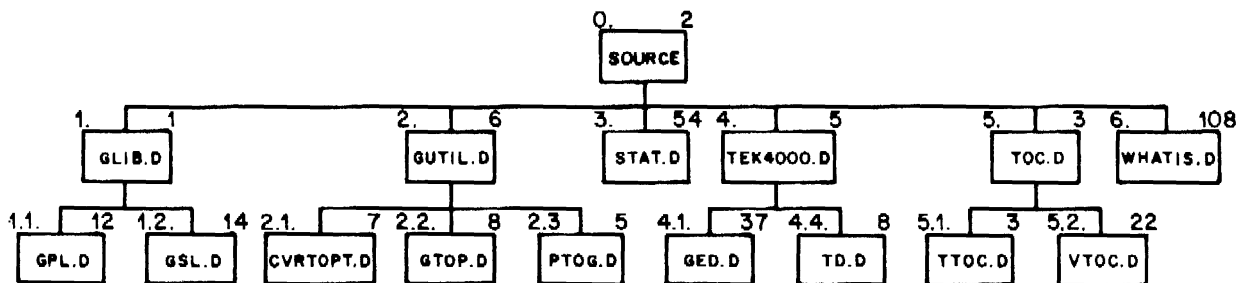 0. 2
SOURCE
1. 1 2. 6 3. 54 4. 5 5. 3 6. 108
GLIB.D GUTIL.D STAT.D TEK4000.D TOC.D WHATIS.D
1.1. 12 1.2. 14 2.1. 7 2.2. 8 2.3 5 4.1. 37 4.4. 8 5.1. 3 5.2. 22
GPL.D GSL.D CVRTOPT.D GTOP.D PTOG.D GED.D TD.D TTOC.D VTOC.D